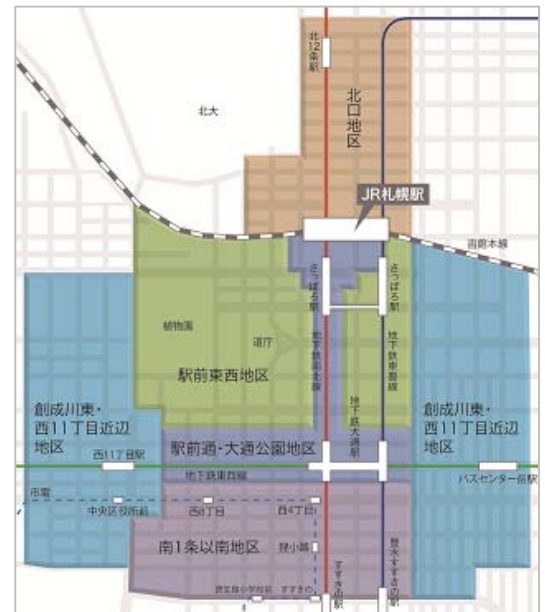 北12条駅
北口地区
北大
JR札幌駅
函館本線
さっぽろ駅
さっぽろ駅
植物園
道庁
地下鉄南北線
地下鉄東豊線
駅前東西地区
創成川東・
西11丁目近辺
地区
地下鉄大通駅
創成川東・
西11丁目近辺
地区
駅前通・大通公園地区
西11丁目駅
地下鉄東西線
バスセンター前駅
市電
中央区役所前
西8丁目
西4丁目
南1条以南地区
狸小路
すすきの駅
豊水すすきの駅
資生館小学校前
すすきの